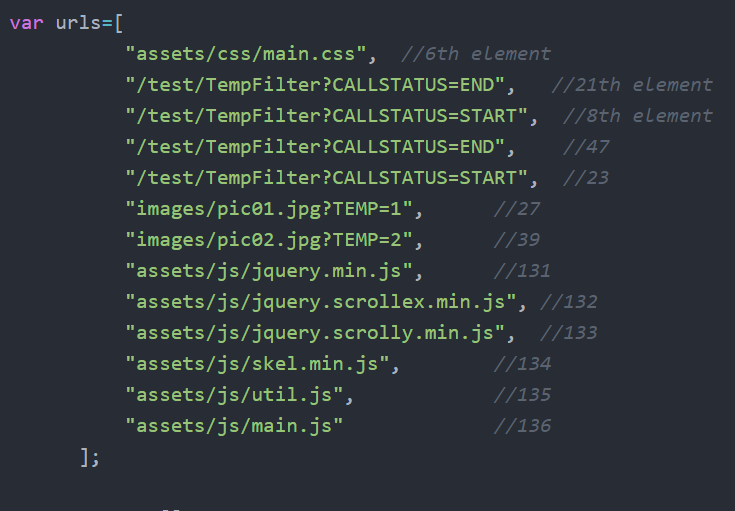 var urls=[
"assets/css/main.css", //6th element
"/test/TempFilter?CALLSTATUS=END", //21th element
"/test/TempFilter?CALLSTATUS=START", //8th element
"/test/TempFilter?CALLSTATUS=END", //47
"/test/TempFilter?CALLSTATUS=START", //23
"images/pic01.jpg?TEMP=1", //27
"images/pic02.jpg?TEMP=2", //39
"assets/js/jquery.min.js", //131
"assets/js/jquery.scrollex.min.js", //132
"assets/js/jquery.scrolly.min.js", //133
"assets/js/skel.min.js", //134
"assets/js/util.js", //135
"assets/js/main.js" //136
];